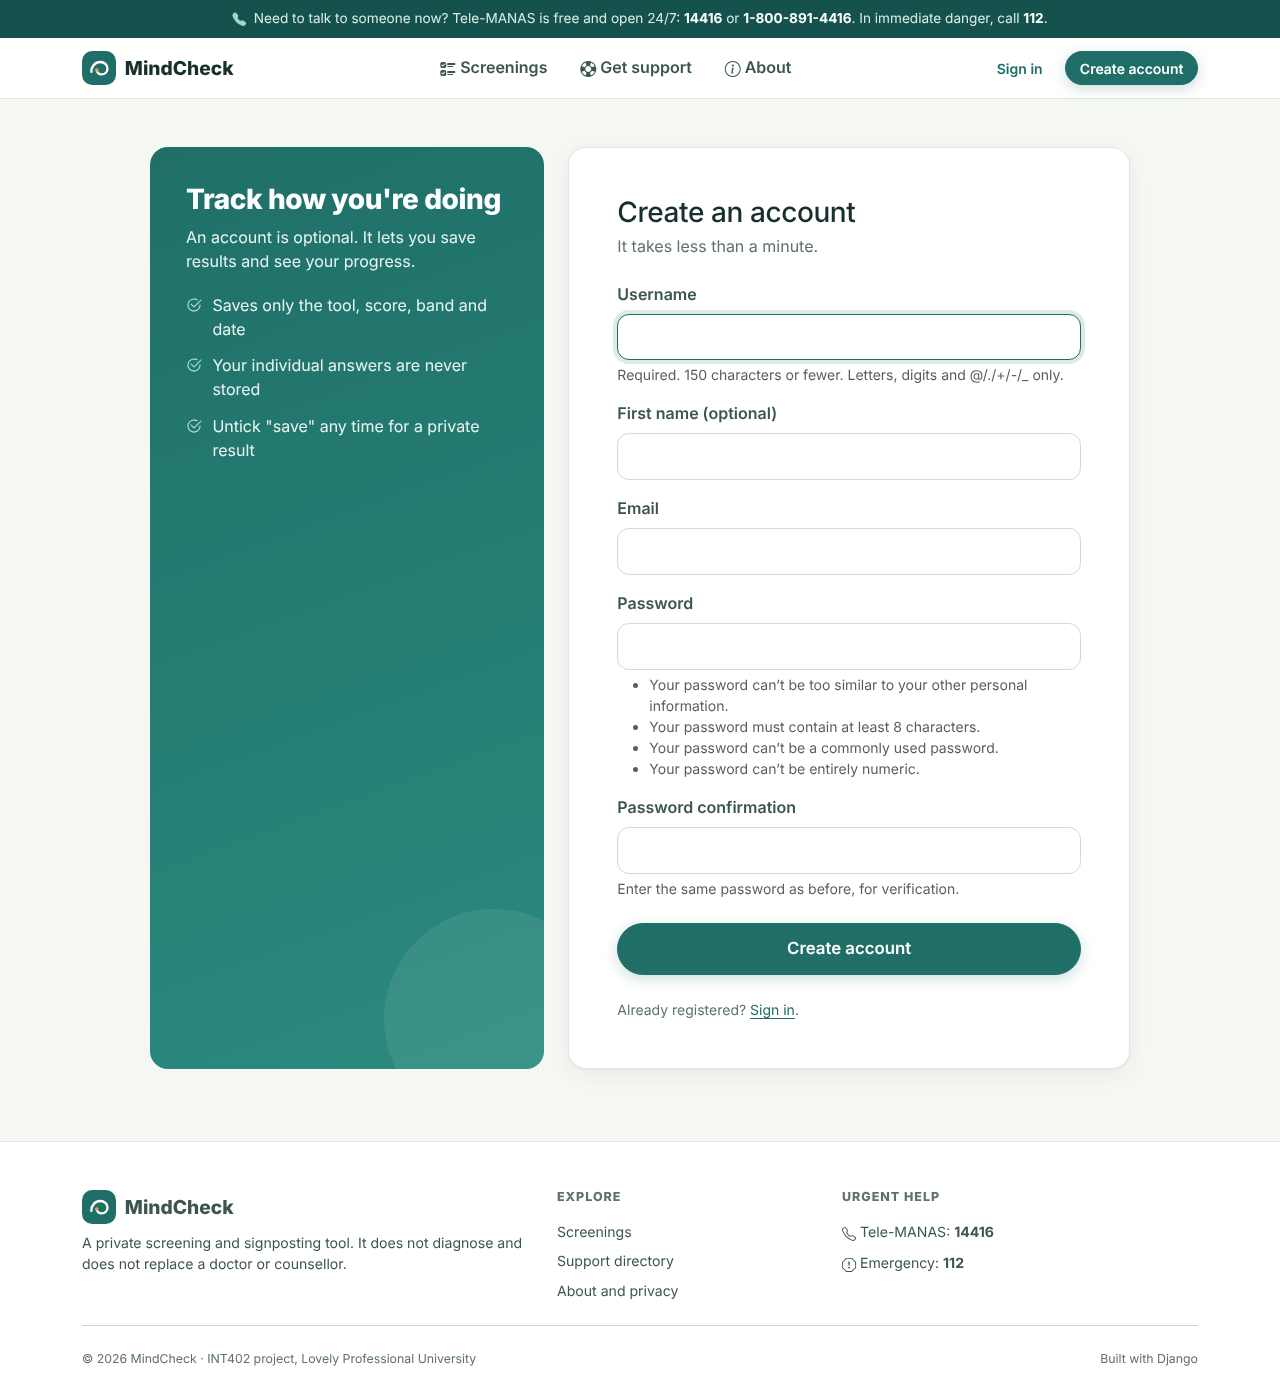 Need to talk to someone now? Tele-MANAS is free and open 24/7: 14416 or 1-800-891-4416. In immediate danger, call 112.
MindCheck
Screenings
Get support
About
Sign in
Create account
Track how you're doing
An account is optional. It lets you save
results and see your progress.
Saves only the tool, score, band and
date
Your individual answers are never
stored
Untick "save" any time for a private
result
Create an account
It takes less than a minute.
Username
Required. 150 characters or fewer. Letters, digits and @/./+/-/_ only.
First name (optional)
Email
Password
Your password can’t be too similar to your other personal
information.
Your password must contain at least 8 characters.
Your password can’t be a commonly used password.
Your password can’t be entirely numeric.
Password confirmation
Enter the same password as before, for verification.
Create account
Already registered? Sign in.
MindCheck
A private screening and signposting tool. It does not diagnose and
does not replace a doctor or counsellor.
EXPLORE
Screenings
Support directory
About and privacy
URGENT HELP
Tele-MANAS: 14416
Emergency: 112
© 2026 MindCheck · INT402 project, Lovely Professional University
Built with Django